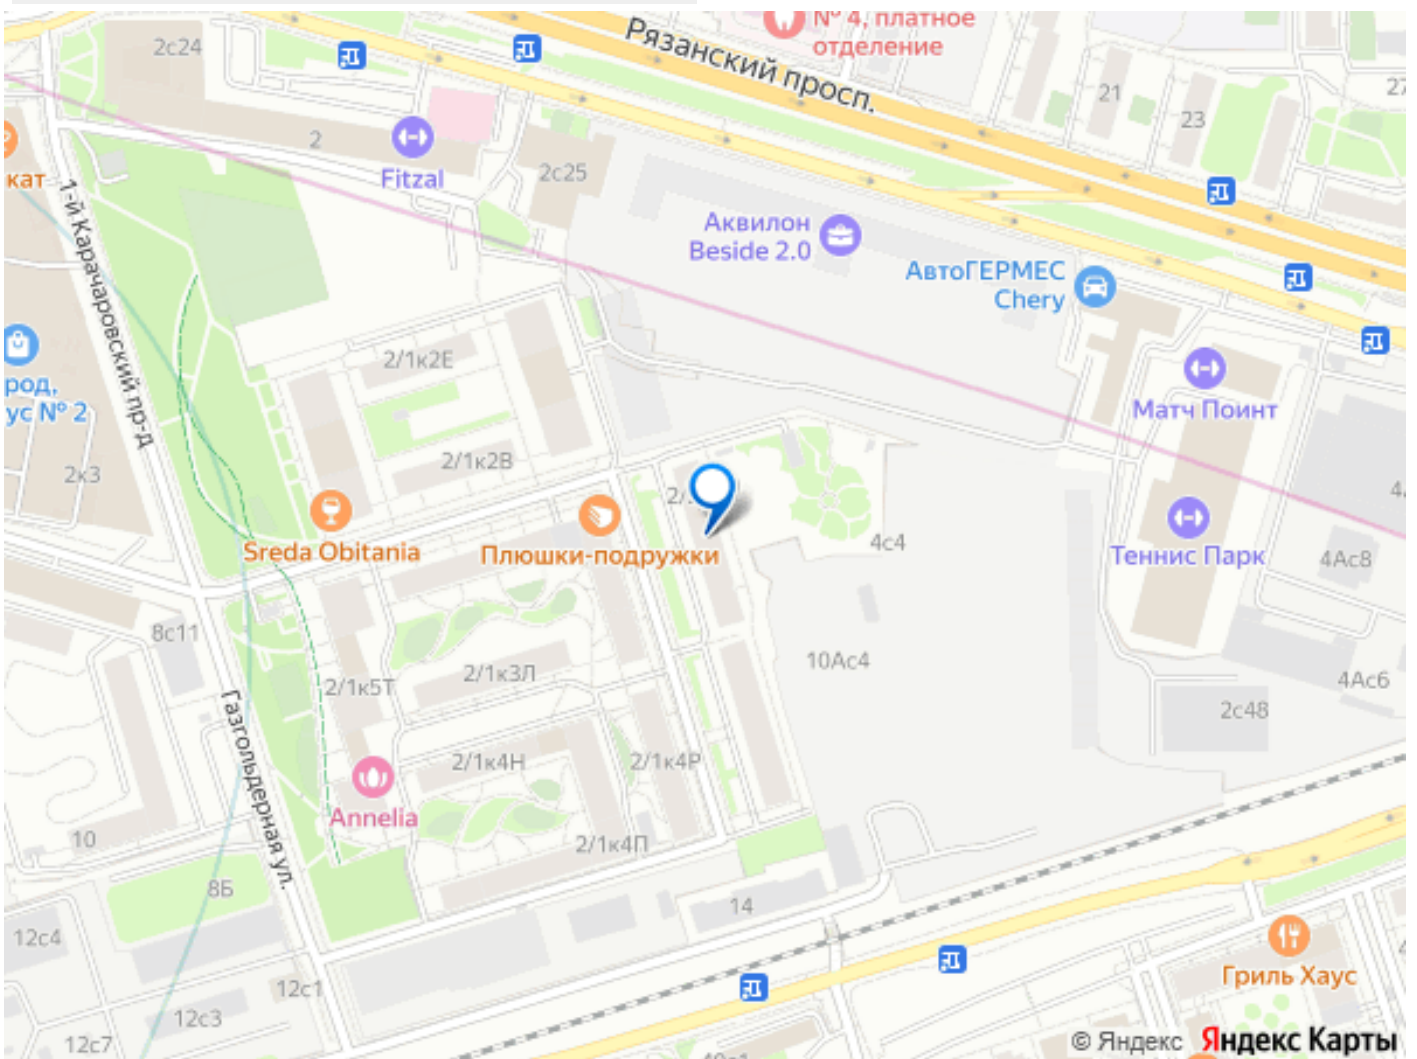 № 4, платное
отделение
Рязанский просп.
2с24
21
23
27
2
Fitzal
2с25
кат
1-й Карачаровский пр-д
Аквилон
Beside 2.0
АвтоГЕРМЕС
Chery
2/1к2Е
род,
ус № 2
Матч Поинт
2/1к2В
2к3
2/
Sreda Obitania
Плюшки-подружки
4с4
Теннис Парк
4Ас8
8с11
10Ас4
2/1к3Л
2/1к5Т
4Ас6
2с48
Газгольдерная ул.
2/1к4Н
2/1к4Р
Annelia
10
2/1к4П
8Б
14
12с4
Гриль Хаус
12с1
12с3
12с7
© Яндекс Яндекс Карты